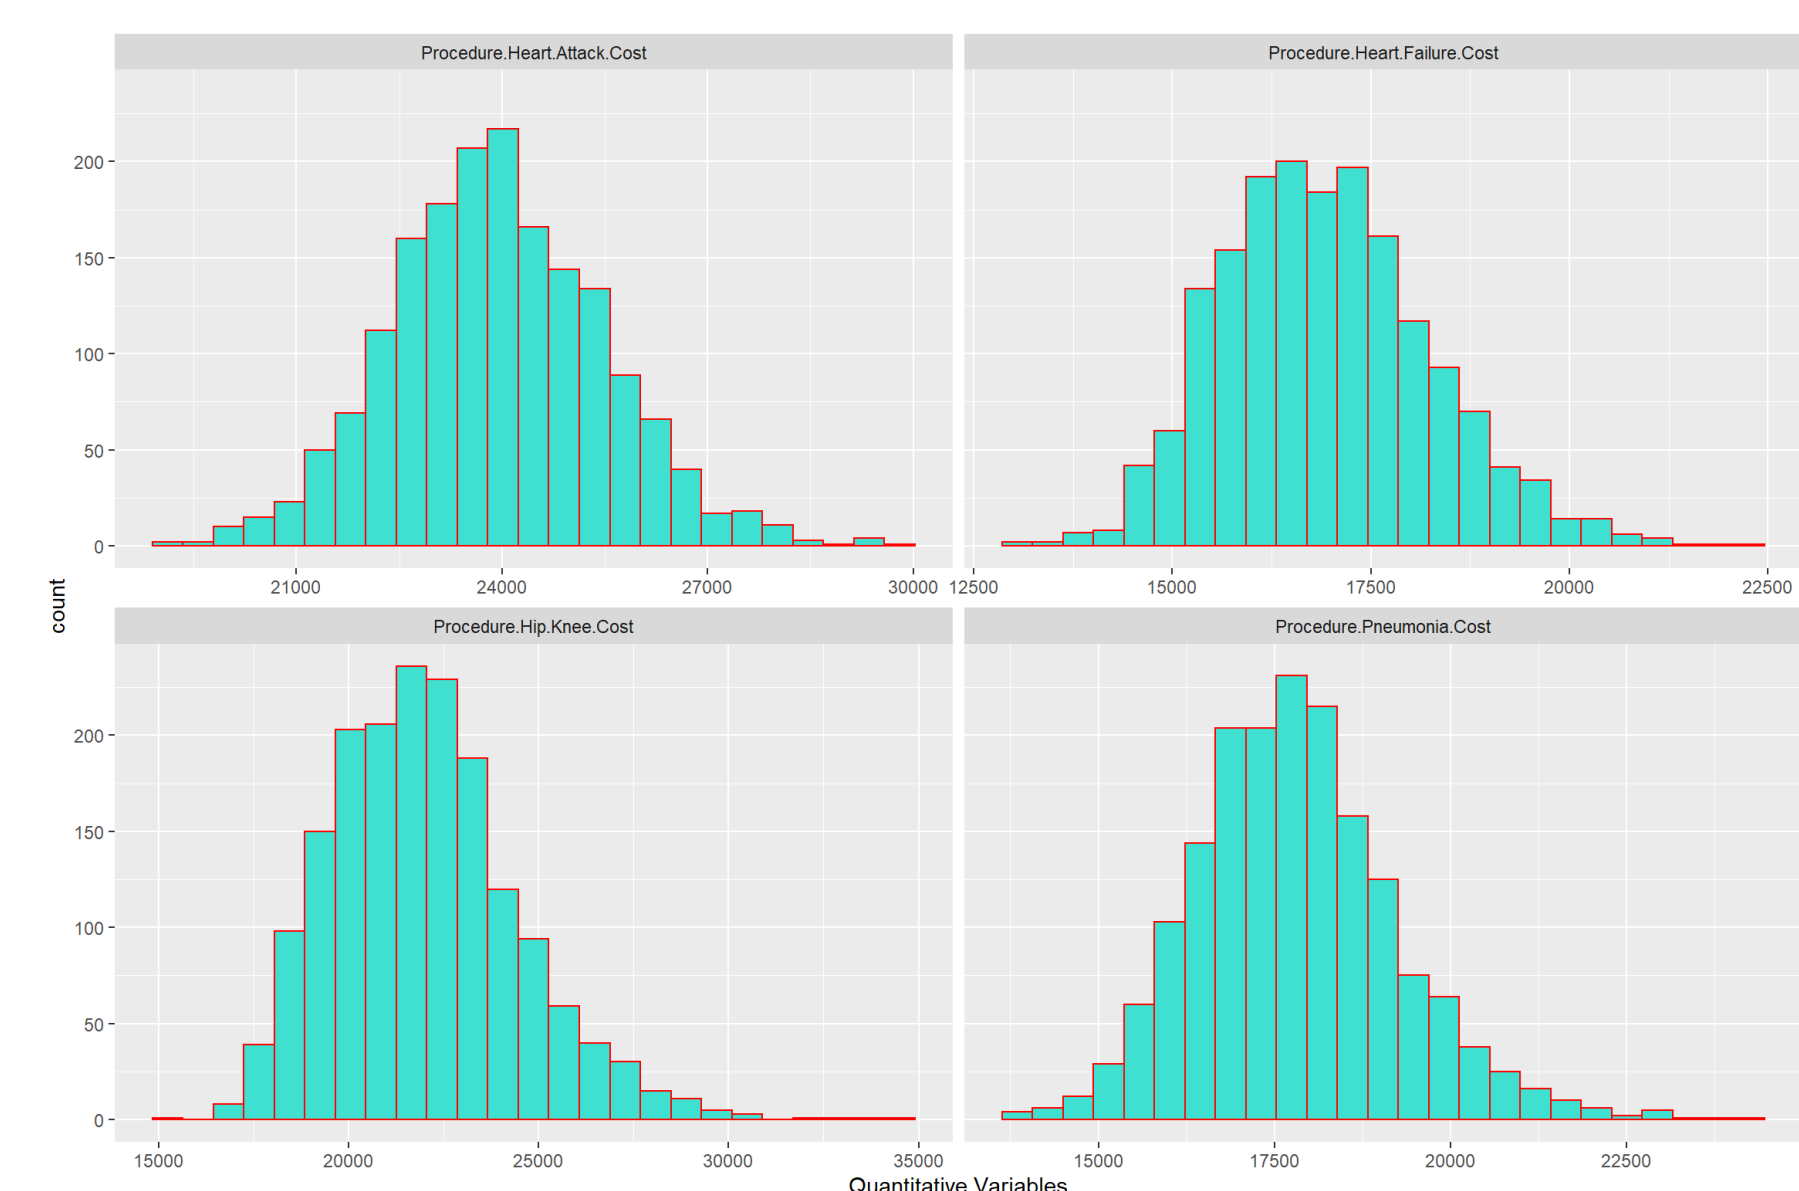 Procedure.Heart.Attack.Cost
Procedure.Heart.Failure.Cost
200
150
100
50
0
21000 24000 27000 30000
12500 15000 17500 20000 22500
count
Procedure.Hip.Knee.Cost
Procedure.Pneumonia.Cost
200
150
100
50
0
15000 20000 25000 30000 35000
15000 17500 20000 22500
Quantitative Variables